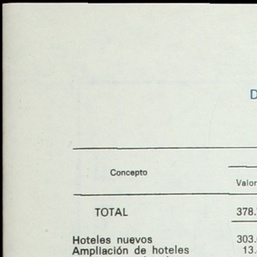 D
Concepto
Valor
TOTAL 378.
Hoteles nuevos 303.
Ampliación de hoteles 13.